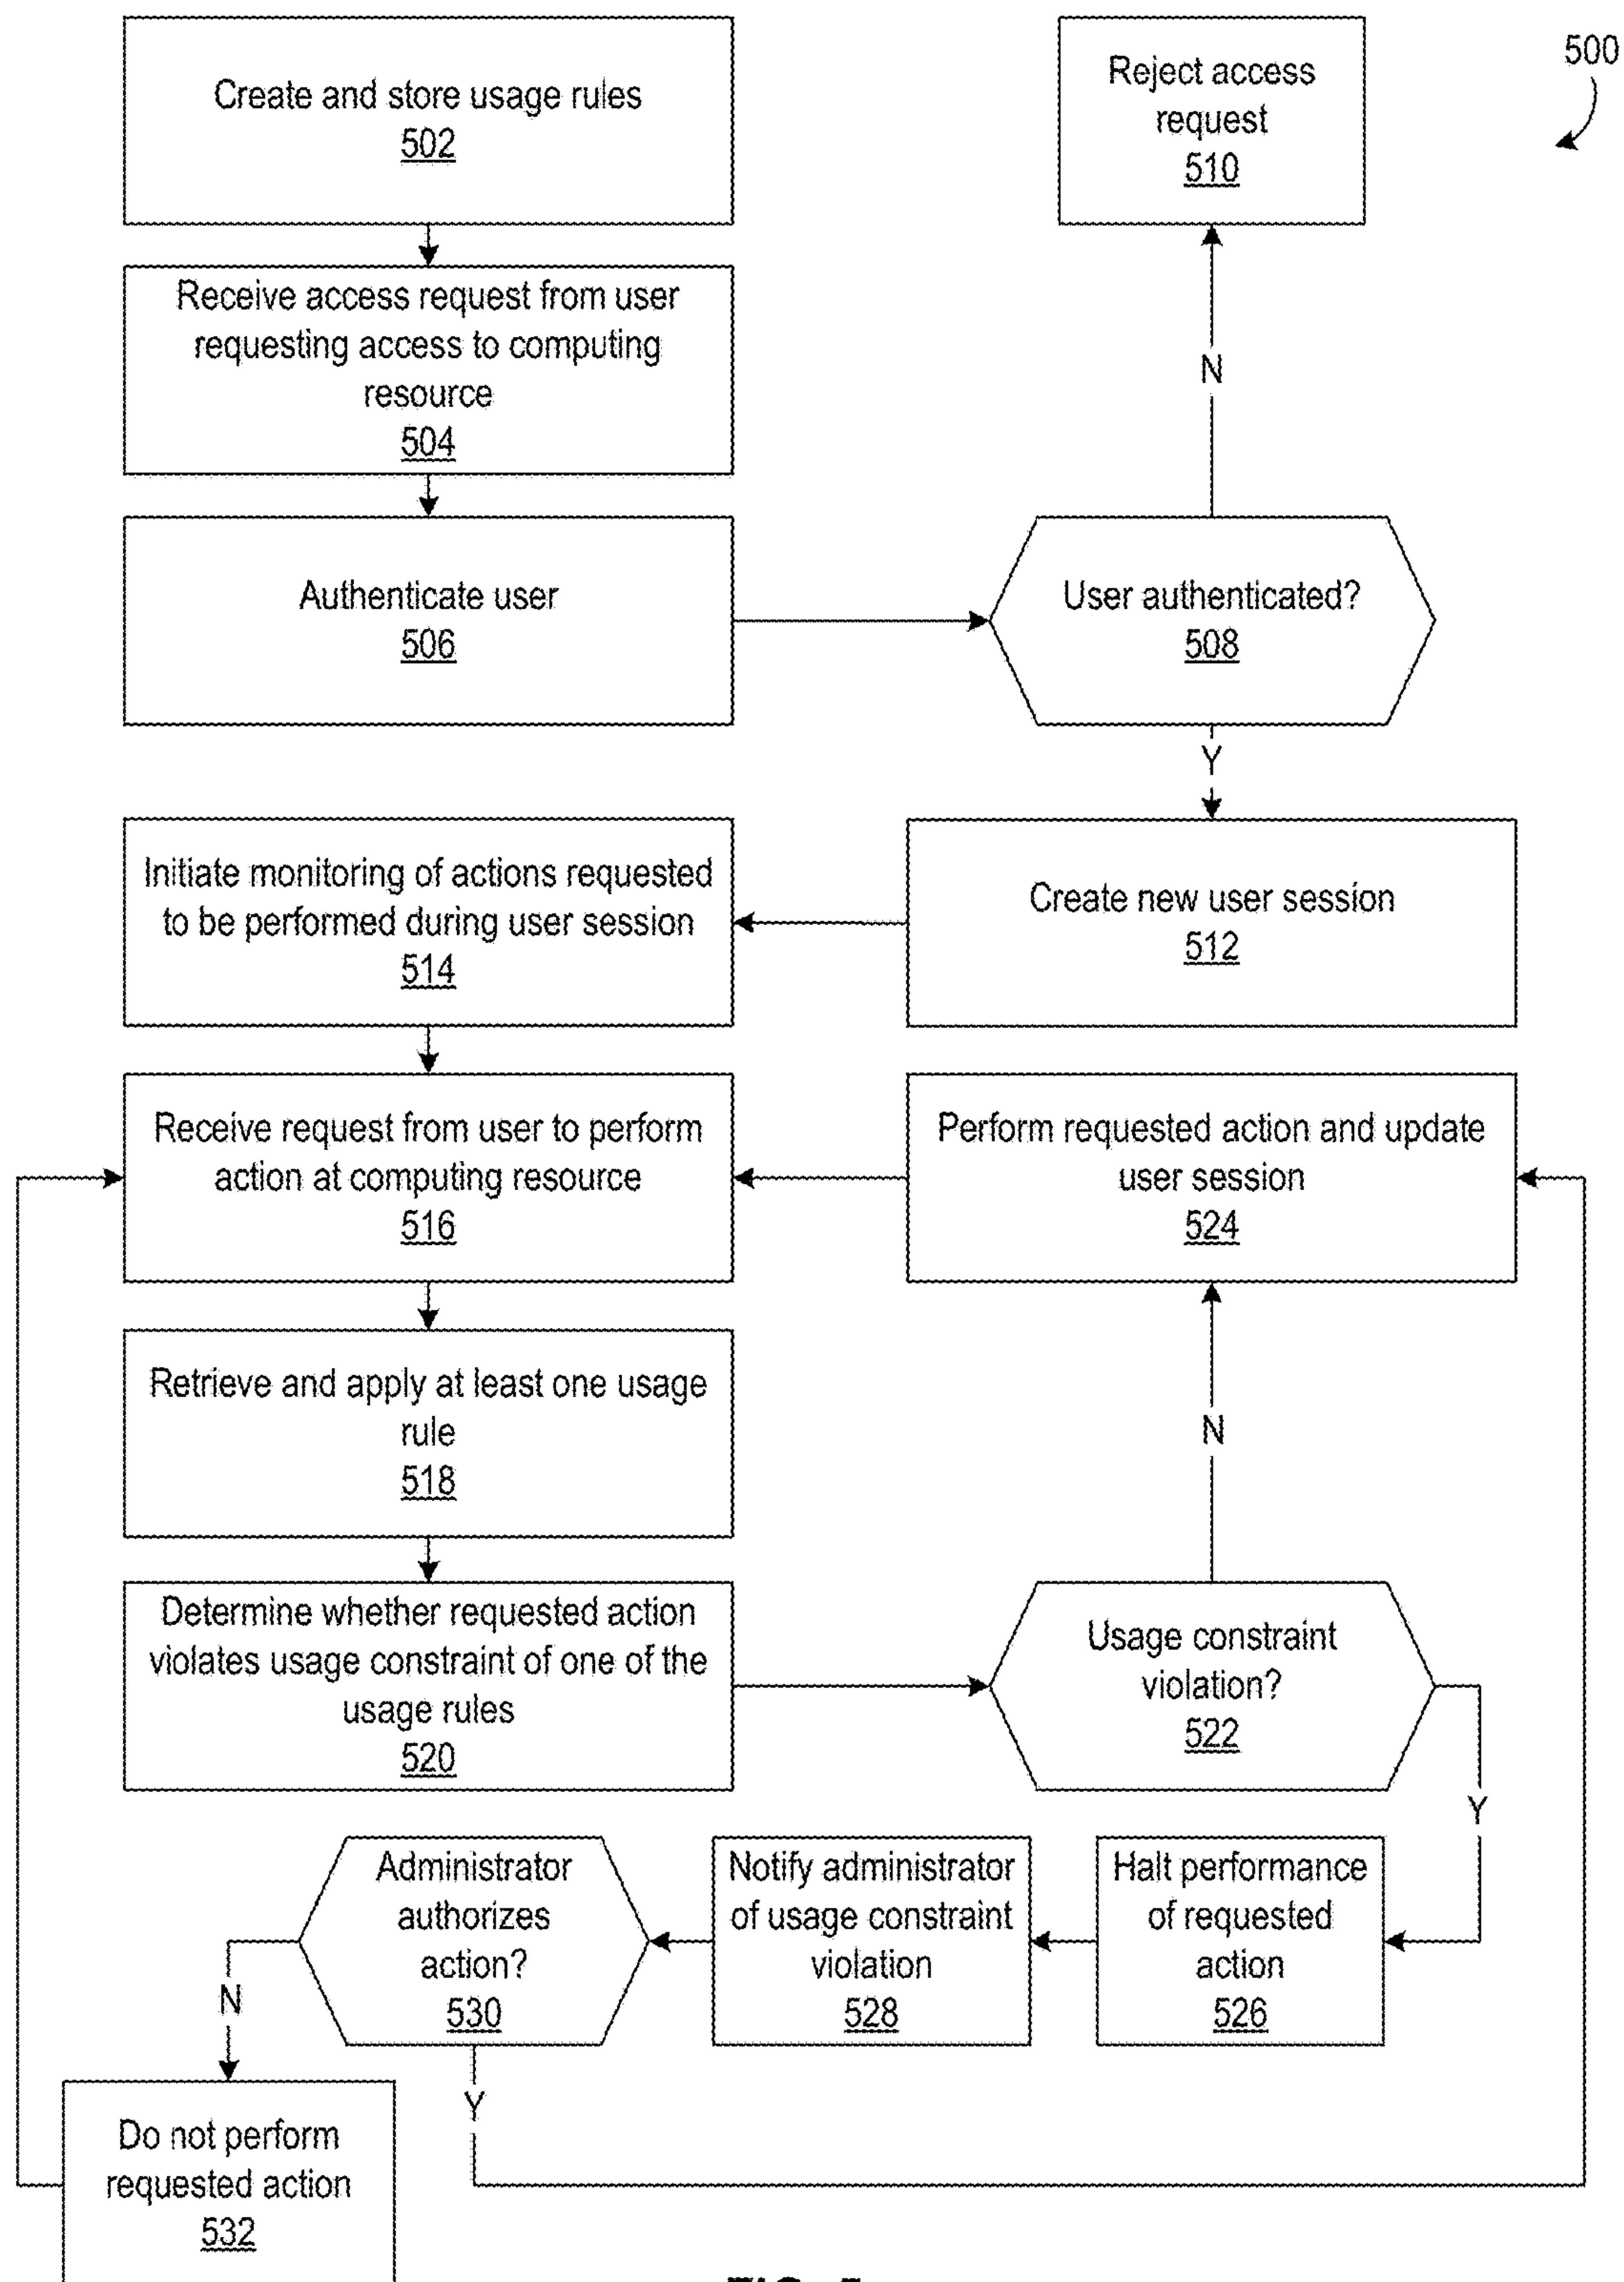 500
Create and store usage rules
502
Reject access
request
510
Receive access request from user
requesting access to computing
resource
504
N
Authenticate user
506
User authenticated?
508
Y
Initiate monitoring of actions requested
to be performed during user session
514
Create new user session
512
Receive request from user to perform
action at computing resource
516
Perform requested action and update
user session
524
Retrieve and apply at least one usage
rule
518
N
Determine whether requested action
violates usage constraint of one of the
usage rules
520
Usage constraint
violation?
522
Y
Administrator
authorizes
action?
530
Notify administrator
of usage constraint
violation
528
Halt performance
of requested
action
526
N
Y
Do not perform
requested action
532